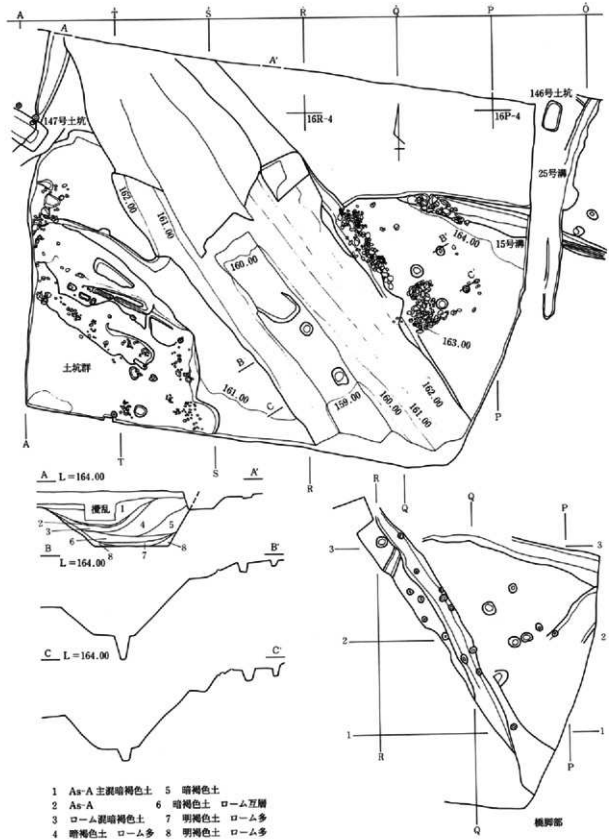 A T S R Q P O
A
A'
147号土坑
16R-4
16P-4
146号土坑
25号溝
15号溝
162.00
161.00
160.00
164.00
B'
C'
163.00
土坑群
B
161.00
C
159.00
160.00
161.00
162.00
A T S R Q P
A L=164.00 A'
攪乱 1
2 3 4 5
6
8 7 8
B L=164.00 B'
C L=164.00 C'
R Q Q P
3 3
2 2
1 1
R Q P
橋脚部
1 As-A 主混暗褐色土 5 暗褐色土
2 As-A 6 暗褐色土 ローム互層
3 ローム混暗褐色土 7 明褐色土 ローム多
4 暗褐色土 ローム多 8 明褐色土 ローム多